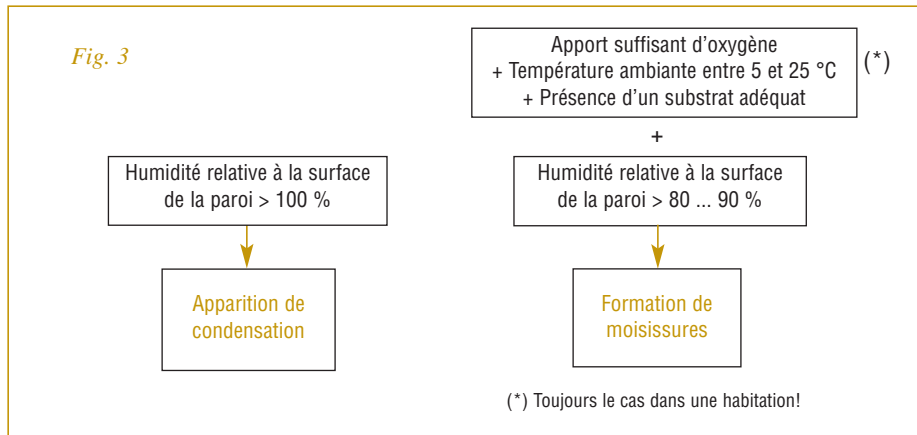 Fig. 3
Apport suffisant d'oxygène
+ Température ambiante entre 5 et 25 °C
+ Présence d'un substrat adéquat
(*)
+
Humidité relative à la surface
de la paroi > 100 %
Humidité relative à la surface
de la paroi > 80 ... 90 %
Apparition de
condensation
Formation de
moisissures
(*) Toujours le cas dans une habitation!